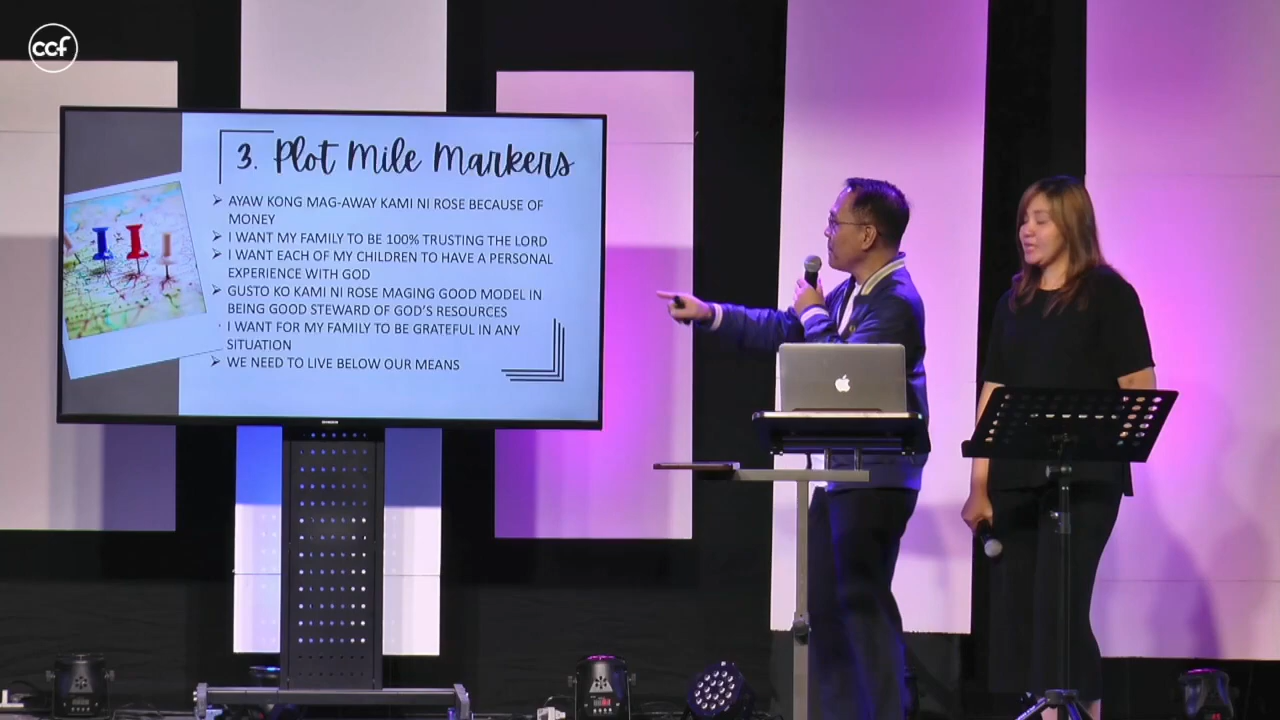 ccf
3. Plot Mile Markers
➢ AYAW KONG MAG-AWAY KAMI NI ROSE BECAUSE OF
MONEY
➢ I WANT MY FAMILY TO BE 100% TRUSTING THE LORD
➢ I WANT EACH OF MY CHILDREN TO HAVE A PERSONAL
EXPERIENCE WITH GOD
➢ GUSTO KO KAMI NI ROSE MAGING GOOD MODEL IN
BEING GOOD STEWARD OF GOD'S RESOURCES
I WANT FOR MY FAMILY TO BE GRATEFUL IN ANY
SITUATION
➢ WE NEED TO LIVE BELOW OUR MEANS